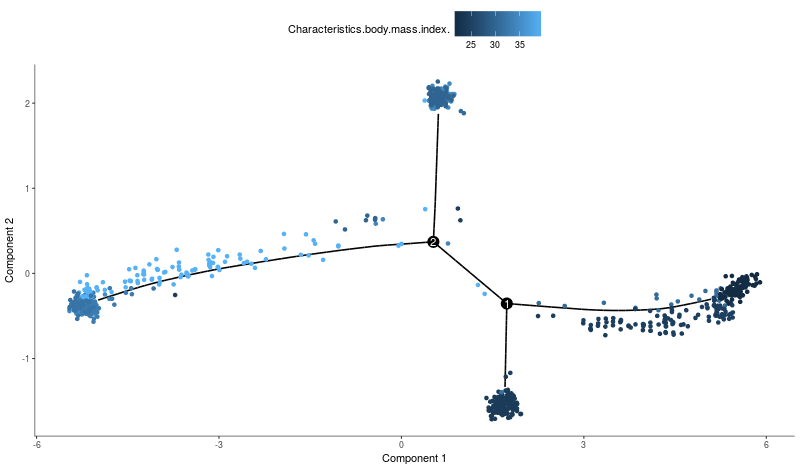 Characteristics.body.mass.index.
25 30 35
2
1
0
-1
2
1
Component 2
-6 -3 0 3 6
Component 1